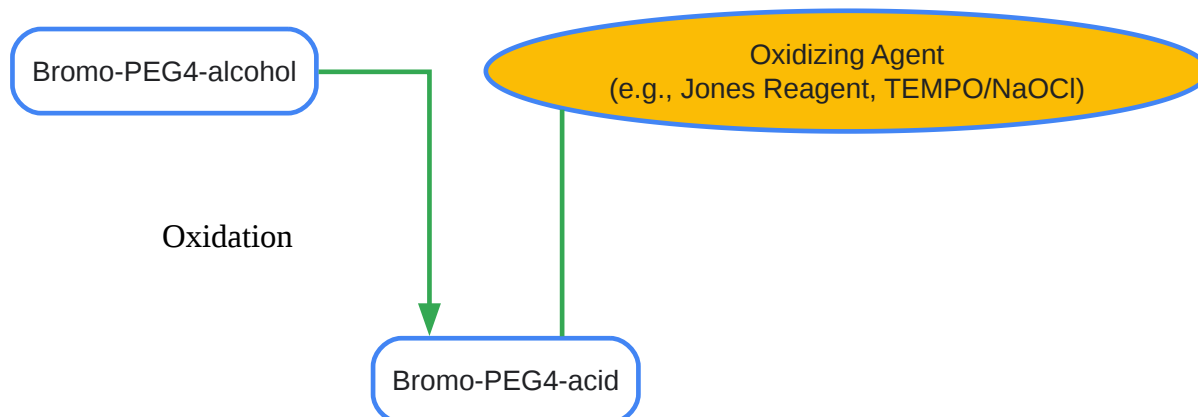 Bromo-PEG4-alcohol
Oxidizing Agent
(e.g., Jones Reagent, TEMPO/NaOCl)
Oxidation
Bromo-PEG4-acid